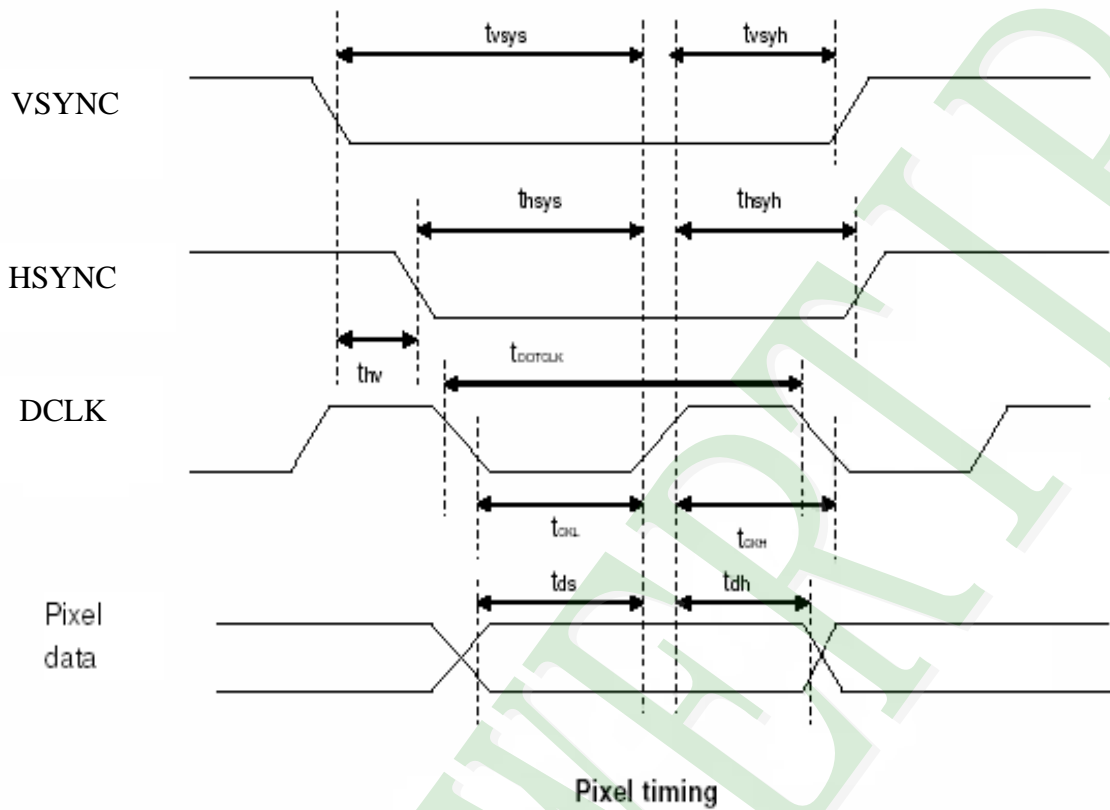 tvsys
tvsyh
VSYNC
thsys
thsyh
HSYNC
thv
tDOTCLK
DCLK
tCKL
tCKH
tds
tdh
Pixel
data
Pixel timing